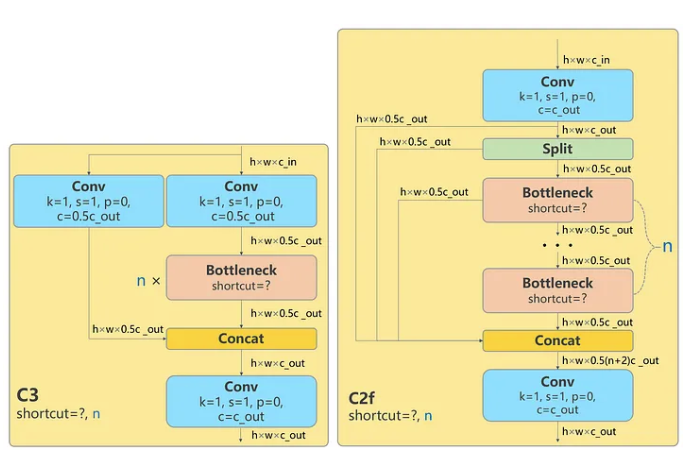 h×w×c_in
Conv
k=1, s=1, p=0,
c=0.5c_out
Conv
k=1, s=1, p=0,
c=0.5c_out
h×w×0.5c_out
n ×
Bottleneck
shortcut=?
h×w×0.5c_out
h×w×0.5c_out
Concat
h×w×c_out
Conv
k=1, s=1, p=0,
c=c_out
h×w×c_out
C3
shortcut=?, n
h×w×c_in
Conv
k=1, s=1, p=0,
c=c_out
h×w×0.5c_out
h×w×c_out
h×w×0.5c_out
Split
h×w×0.5c_out
h×w×0.5c_out
Bottleneck
shortcut=?
h×w×0.5c_out
· · ·
n
h×w×0.5c_out
Bottleneck
shortcut=?
h×w×0.5c_out
Concat
h×w×0.5(n+2)c_out
Conv
k=1, s=1, p=0,
c=c_out
h×w×c_out
C2f
shortcut=?, n